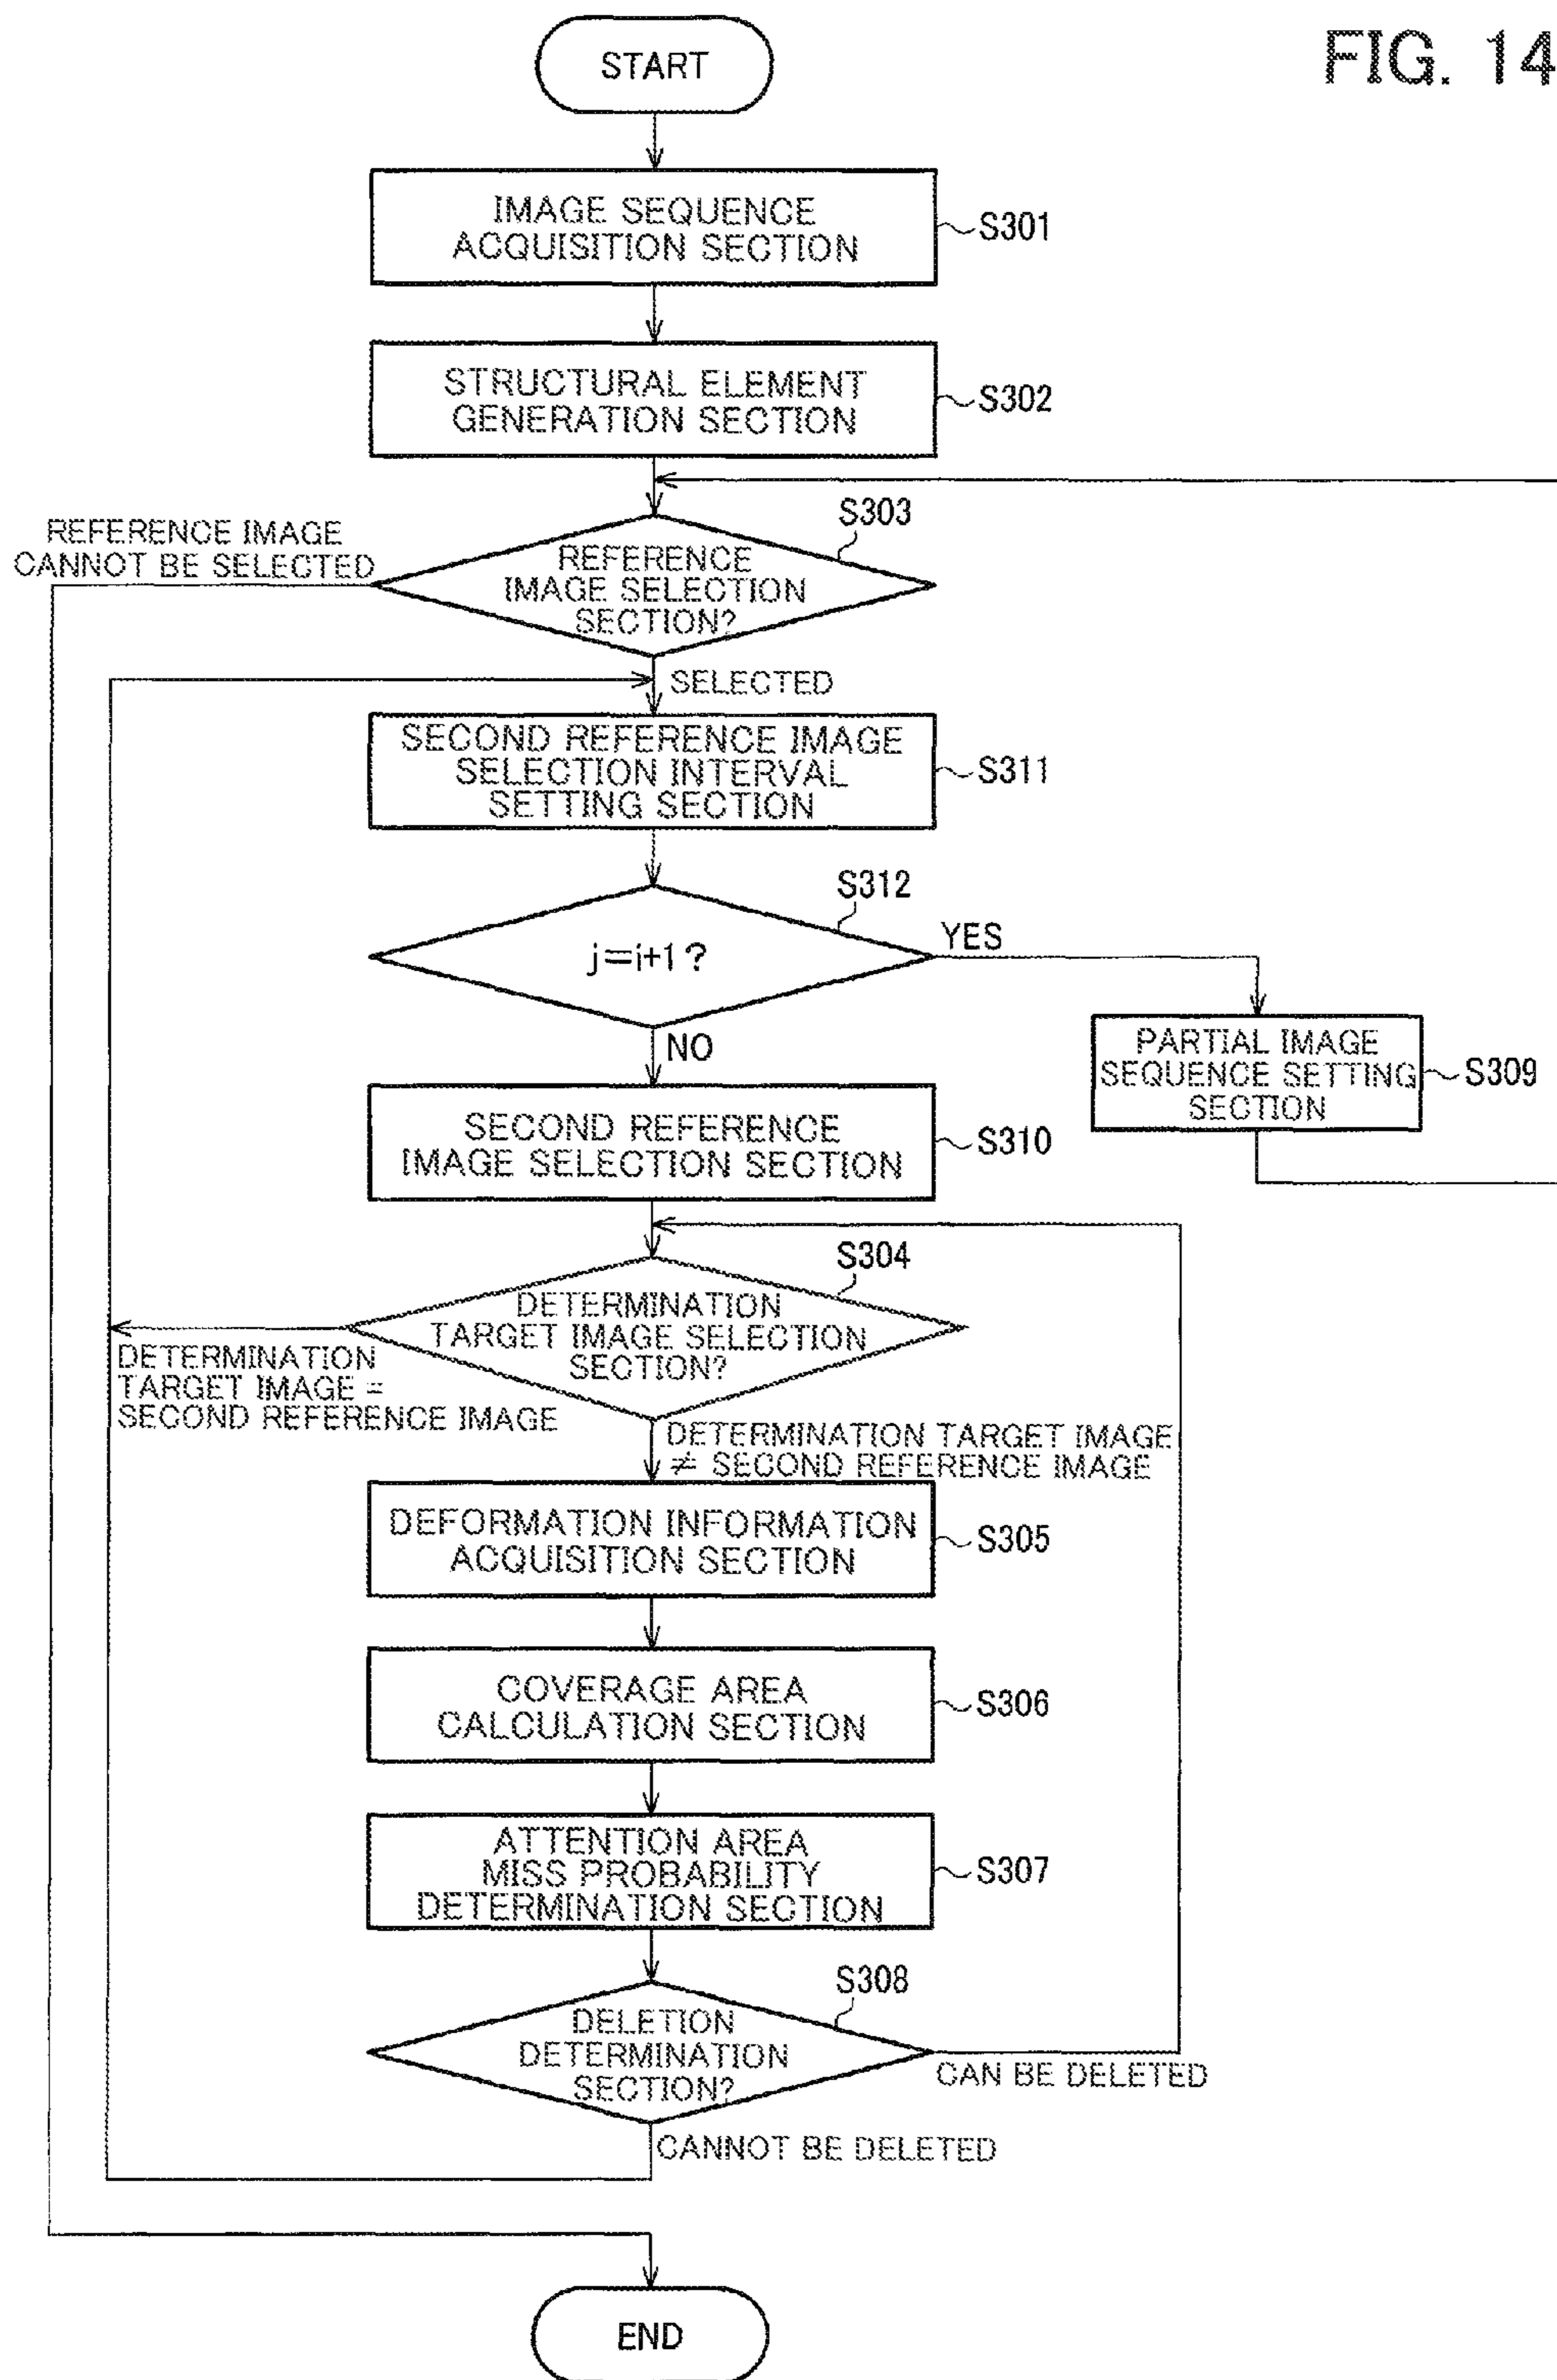 FIG. 14
START
IMAGE SEQUENCE
ACQUISITION SECTION
S301
STRUCTURAL ELEMENT
GENERATION SECTION
S302
S303
REFERENCE IMAGE
CANNOT BE SELECTED
REFERENCE
IMAGE SELECTION
SECTION?
SELECTED
SECOND REFERENCE IMAGE
SELECTION INTERVAL
SETTING SECTION
S311
S312
j=i+1?
YES
NO
PARTIAL IMAGE
SEQUENCE SETTING
SECTION
S309
SECOND REFERENCE
IMAGE SELECTION SECTION
S310
S304
DETERMINATION
TARGET IMAGE SELECTION
SECTION?
DETERMINATION
TARGET IMAGE =
SECOND REFERENCE IMAGE
DETERMINATION TARGET IMAGE
≠ SECOND REFERENCE IMAGE
DEFORMATION INFORMATION
ACQUISITION SECTION
S305
COVERAGE AREA
CALCULATION SECTION
S306
ATTENTION AREA
MISS PROBABILITY
DETERMINATION SECTION
S307
S308
DELETION
DETERMINATION
SECTION?
CAN BE DELETED
CANNOT BE DELETED
END